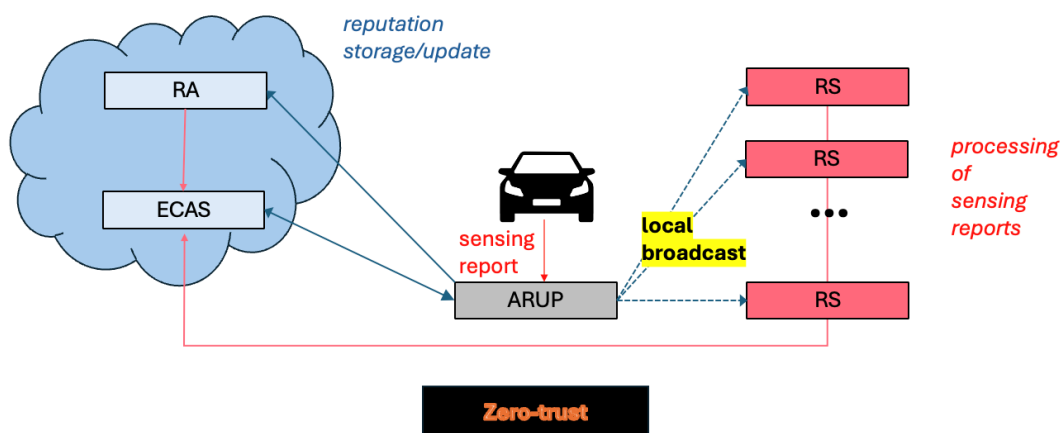 reputation
storage/update
RA
ECAS
sensing
report
ARUP
local
broadcast
RS
RS
...
RS
processing
of
sensing
reports
Zero-trust